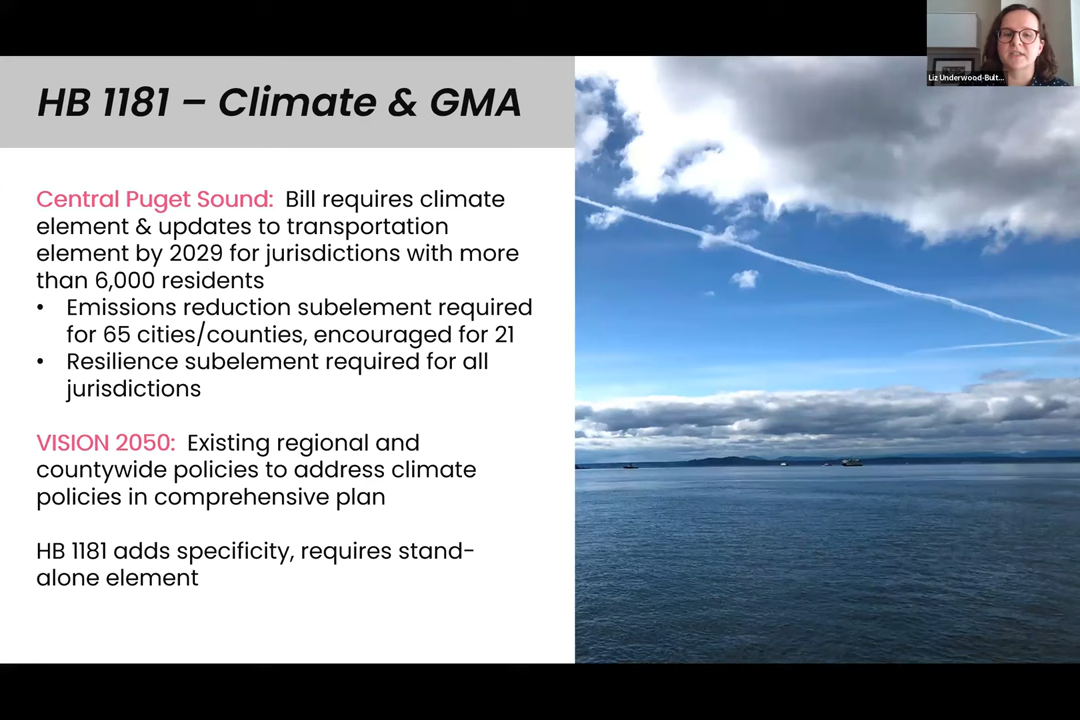 HB 1181 – Climate & GMA
Liz Underwood-Bult...
Central Puget Sound: Bill requires climate
element & updates to transportation
element by 2029 for jurisdictions with more
than 6,000 residents
• Emissions reduction subelement required
for 65 cities/counties, encouraged for 21
• Resilience subelement required for all
jurisdictions
VISION 2050: Existing regional and
countywide policies to address climate
policies in comprehensive plan
HB 1181 adds specificity, requires stand-
alone element